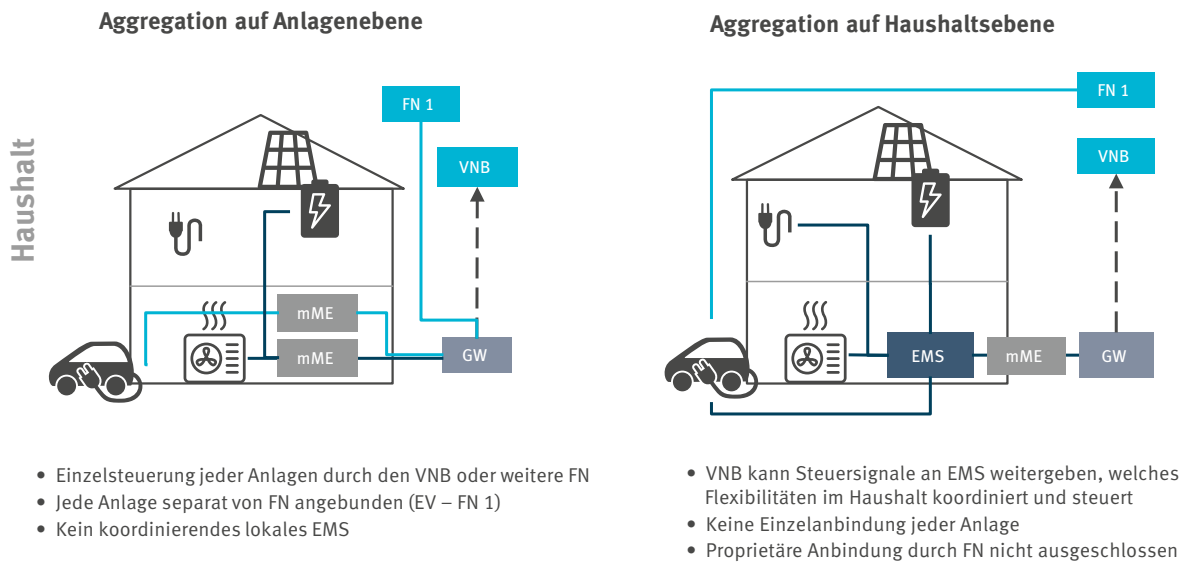 Aggregation auf Anlagenebene
Aggregation auf Haushaltsebene
Haushalt
FN 1
VNB
mME
mME
GW
FN 1
VNB
EMS
mME
GW
• Einzelsteuerung jeder Anlagen durch den VNB oder weitere FN
• Jede Anlage separat von FN angebunden (EV – FN 1)
• Kein koordinierendes lokales EMS
• VNB kann Steuersignale an EMS weitergeben, welches
Flexibilitäten im Haushalt koordiniert und steuert
• Keine Einzelanbindung jeder Anlage
• Proprietäre Anbindung durch FN nicht ausgeschlossen